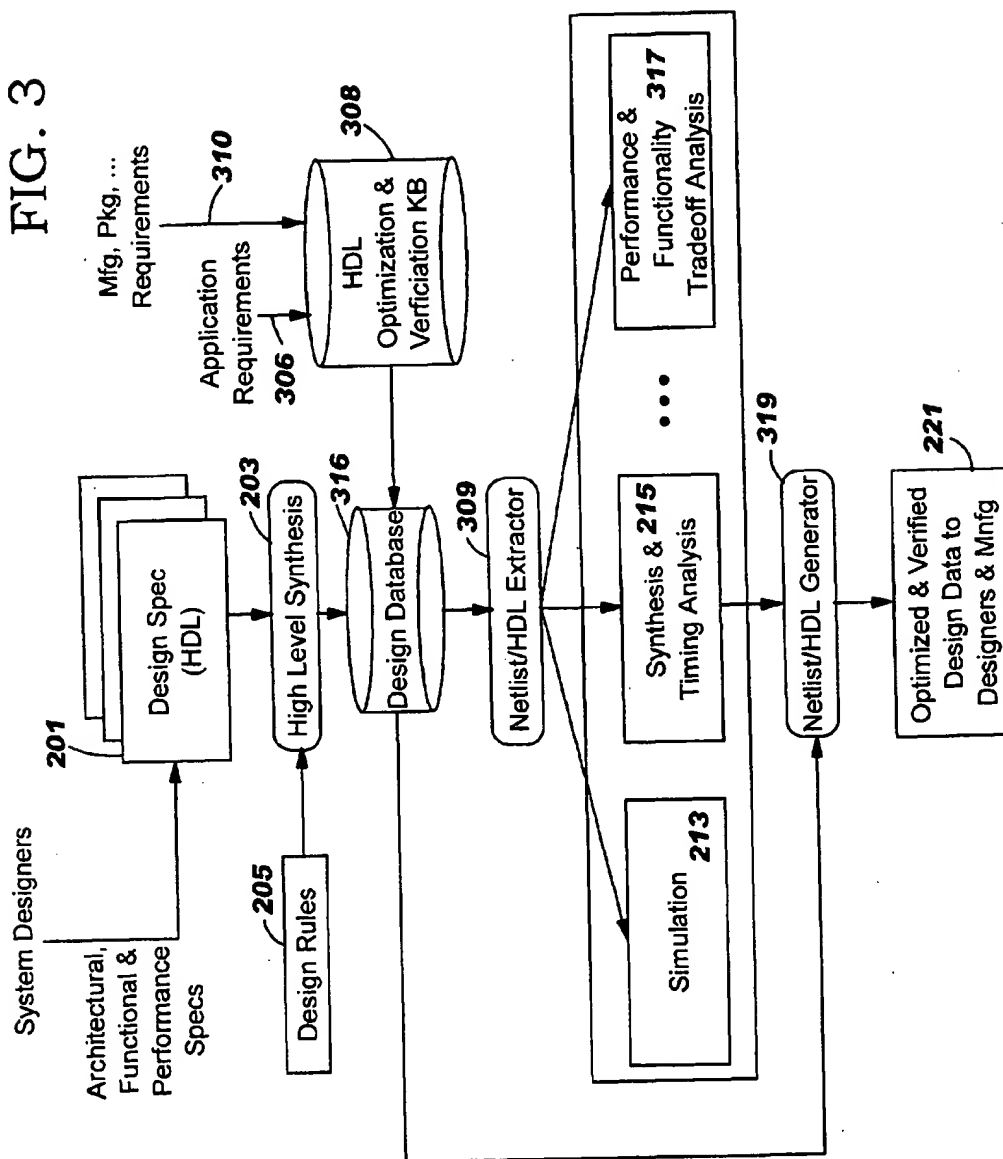 FIG. 3
System Designers
Architectural,
Functional &
Performance
Specs
201
Design Spec
(HDL)
Mfg, Pkg, ...
Requirements
310
Application
Requirements
306
308
HDL
Optimization &
Verficiation KB
205
Design Rules
203
High Level Synthesis
316
Design Database
309
Netlist/HDL Extractor
Simulation
213
Synthesis & 215
Timing Analysis
Performance &
Functionality 317
Tradeoff Analysis
319
Netlist/HDL Generator
221
Optimized & Verified
Design Data to
Designers & Mnfg